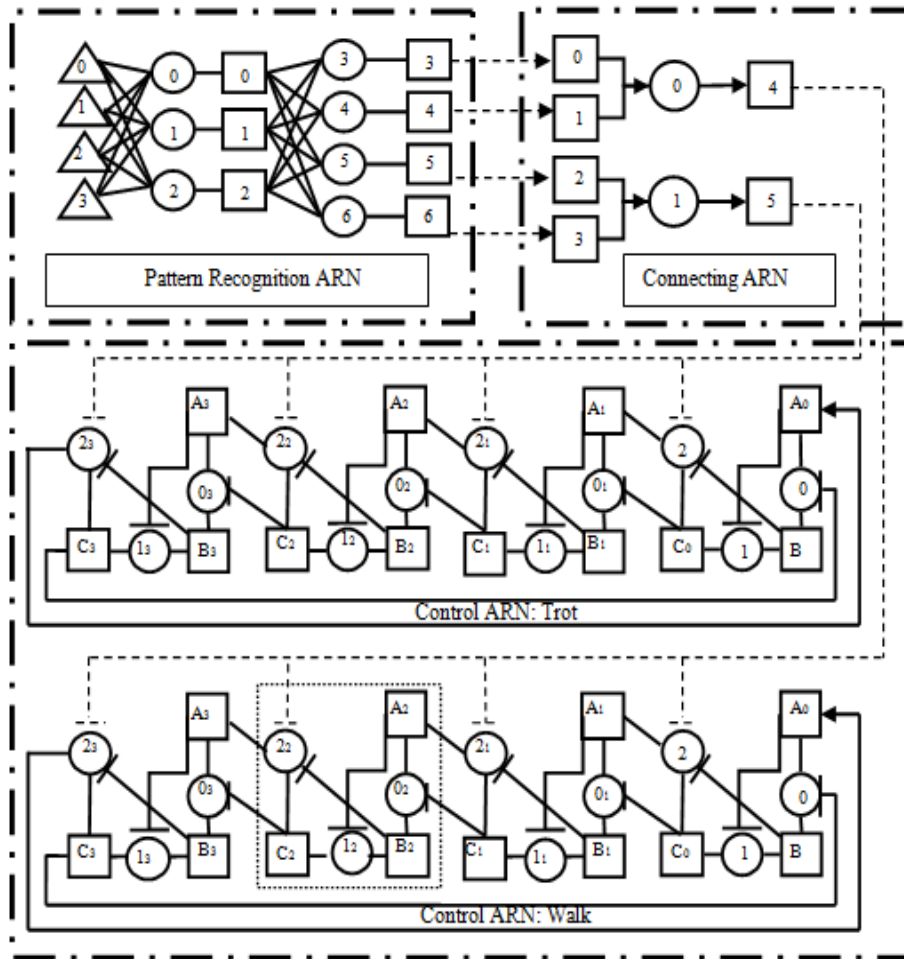 0 0 0 3 3 0 0 4
1 1 1 4 4 1
2 2 2 5 5 2 1 5
3 6 6 3
Pattern Recognition ARN Connecting ARN
A3 A2 A1 A0
23 22 21 2
03 02 01 0
C3 13 B3 C2 12 B2 C1 11 B1 C0 1 B
Control ARN: Trot
A3 A2 A1 A0
23 22 21 2
03 02 01 0
C3 13 B3 C2 12 B2 C1 11 B1 C0 1 B
Control ARN: Walk